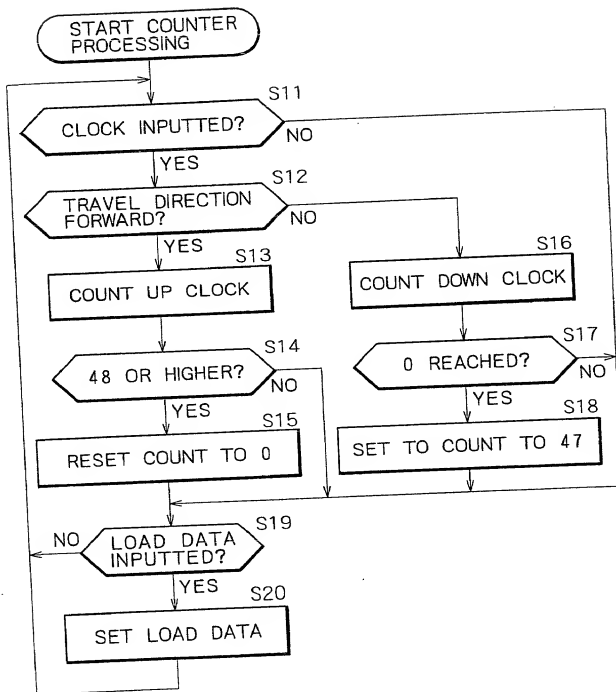 START COUNTER
PROCESSING
S11
CLOCK INPUTTED?
NO
YES
S12
TRAVEL DIRECTION
FORWARD?
NO
YES
S13
COUNT UP CLOCK
S16
COUNT DOWN CLOCK
S14
48 OR HIGHER?
NO
YES
S17
0 REACHED?
NO
YES
S15
RESET COUNT TO 0
S18
SET TO COUNT TO 47
S19
NO
LOAD DATA
INPUTTED?
YES
S20
SET LOAD DATA